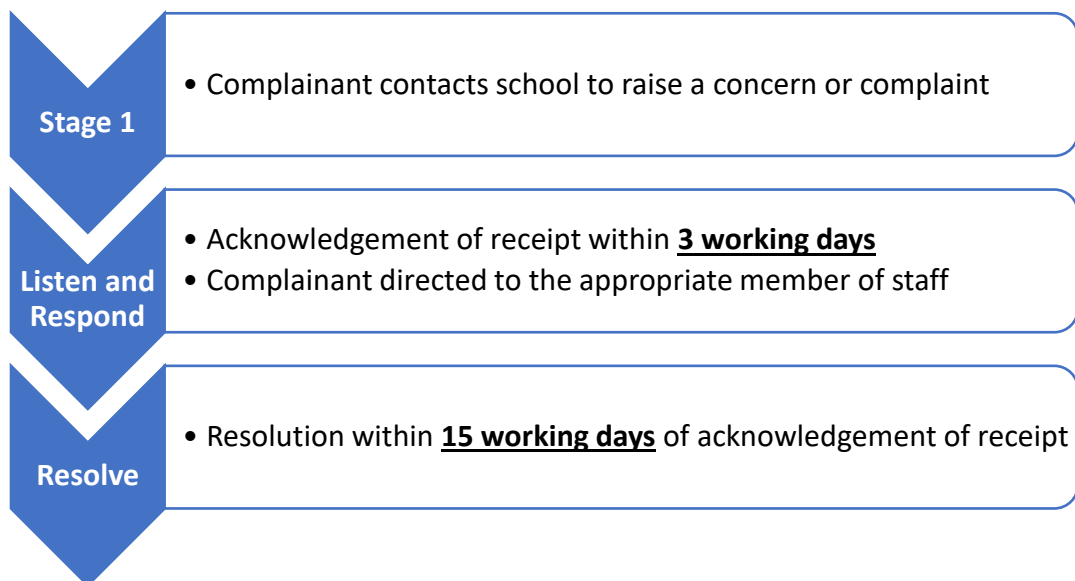 Stage 1
• Complainant contacts school to raise a concern or complaint
Listen and
Respond
• Acknowledgement of receipt within 3 working days
• Complainant directed to the appropriate member of staff
Resolve
• Resolution within 15 working days of acknowledgement of receipt